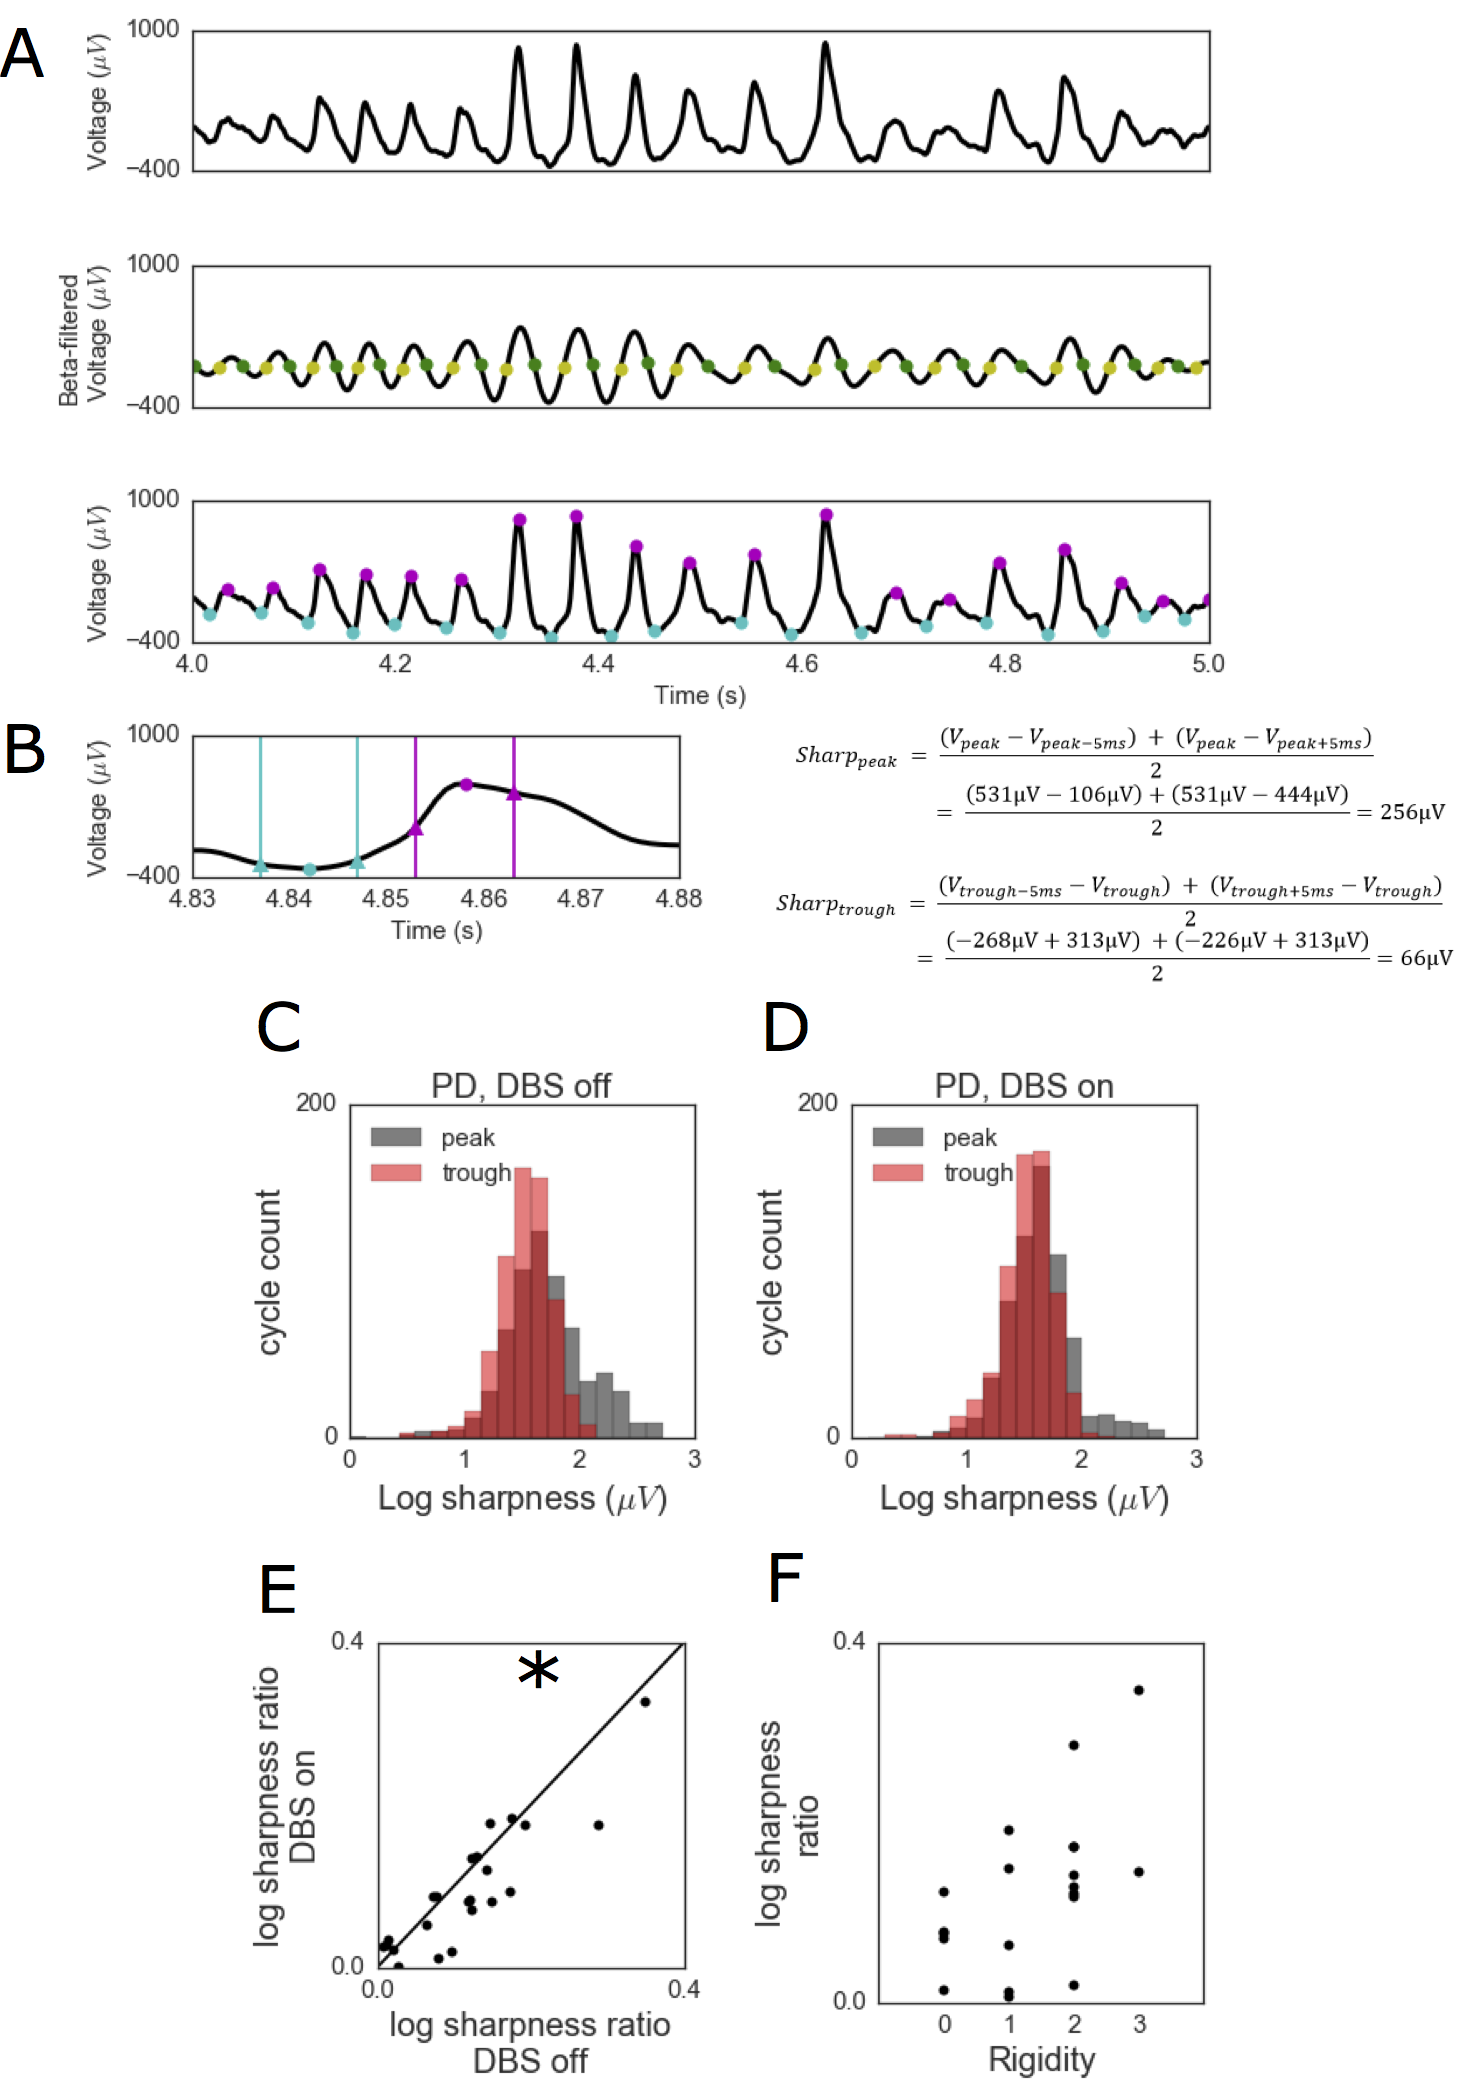 A
1000
Voltage (μV)
−400
1000
Beta-filtered
Voltage (μV)
−400
1000
Voltage (μV)
−400
4.0 4.2 4.4 4.6 4.8 5.0
Time (s)
B
1000
Voltage (μV)
−400
4.83 4.84 4.85 4.86 4.87 4.88
Time (s)
Sharp_peak = (V_peak − V_peak−5ms) + (V_peak − V_peak+5ms)
2
= (531μV − 106μV) + (531μV − 444μV) = 256μV
2
Sharp_trough = (V_trough−5ms − V_trough) + (V_trough+5ms − V_trough)
2
= (−268μV + 313μV) + (−226μV + 313μV) = 66μV
2
C
PD, DBS off
200
peak
trough
cycle count
0
0 1 2 3
Log sharpness (μV)
D
PD, DBS on
200
peak
trough
cycle count
0
0 1 2 3
Log sharpness (μV)
E
0.4
*
log sharpness ratio
DBS on
0.0
0.0 0.4
log sharpness ratio
DBS off
F
0.4
log sharpness
ratio
0.0
0 1 2 3
Rigidity